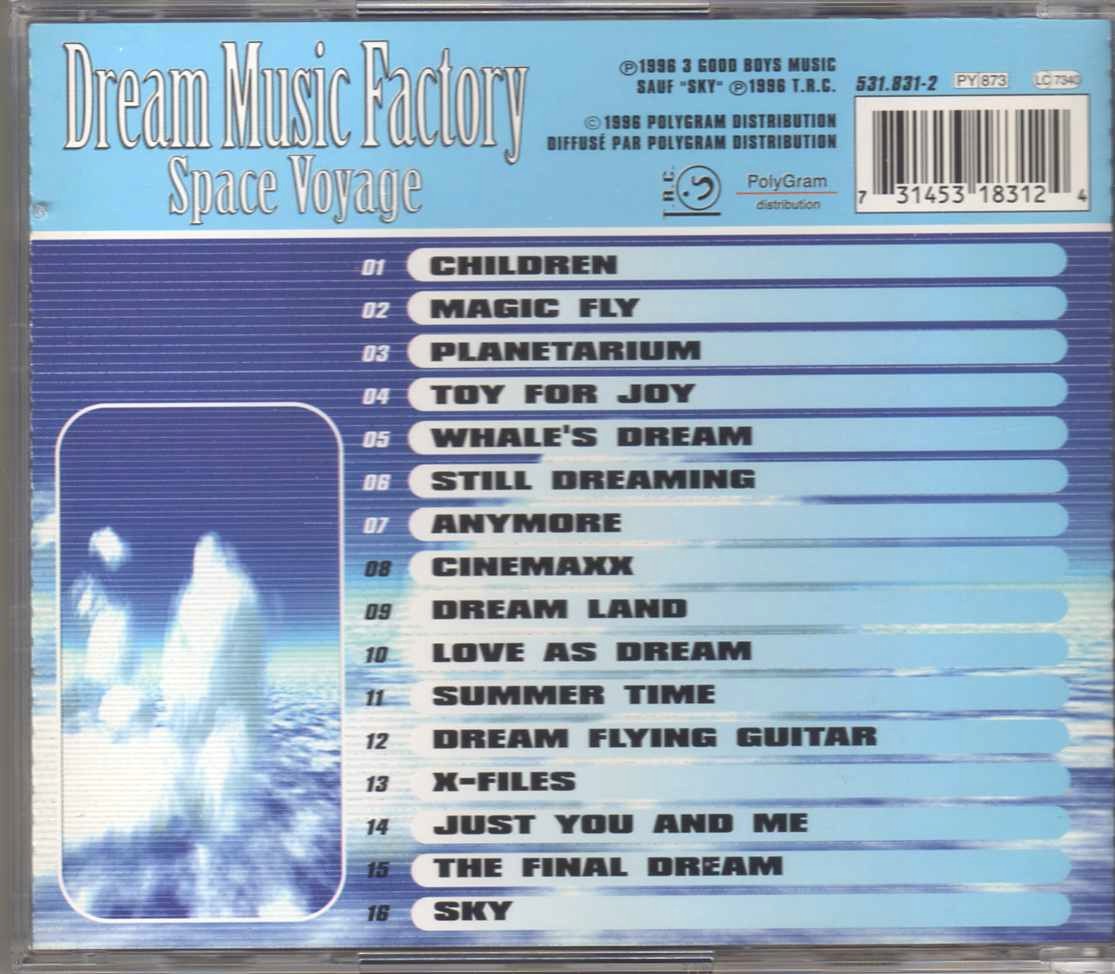 Dream Music Factory
Space Voyage
℗1996 3 GOOD BOYS MUSIC
SAUF "SKY" ℗1996 T.R.C.
©1996 POLYGRAM DISTRIBUTION
DIFFUSÉ PAR POLYGRAM DISTRIBUTION
T.R.C.
PolyGram
distribution
531.831-2 PY 873 LC 7340
7 31453 18312 4
01 CHILDREN
02 MAGIC FLY
03 PLANETARIUM
04 TOY FOR JOY
05 WHALE'S DREAM
06 STILL DREAMING
07 ANYMORE
08 CINEMAXX
09 DREAM LAND
10 LOVE AS DREAM
11 SUMMER TIME
12 DREAM FLYING GUITAR
13 X-FILES
14 JUST YOU AND ME
15 THE FINAL DREAM
16 SKY